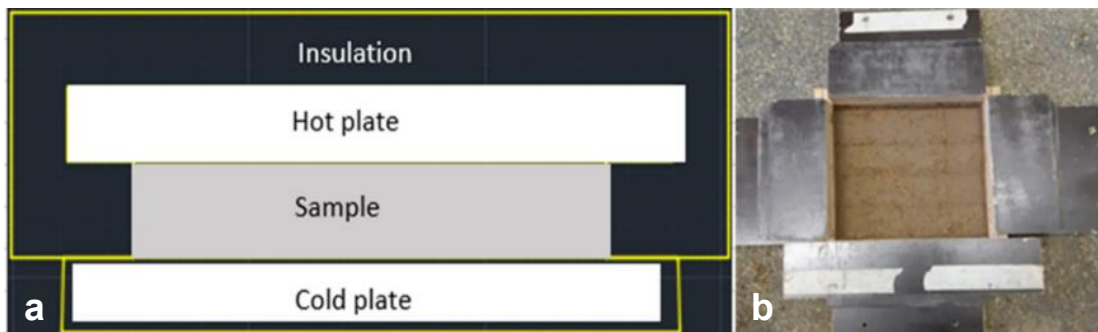 Insulation
Hot plate
Sample
Cold plate
a
b